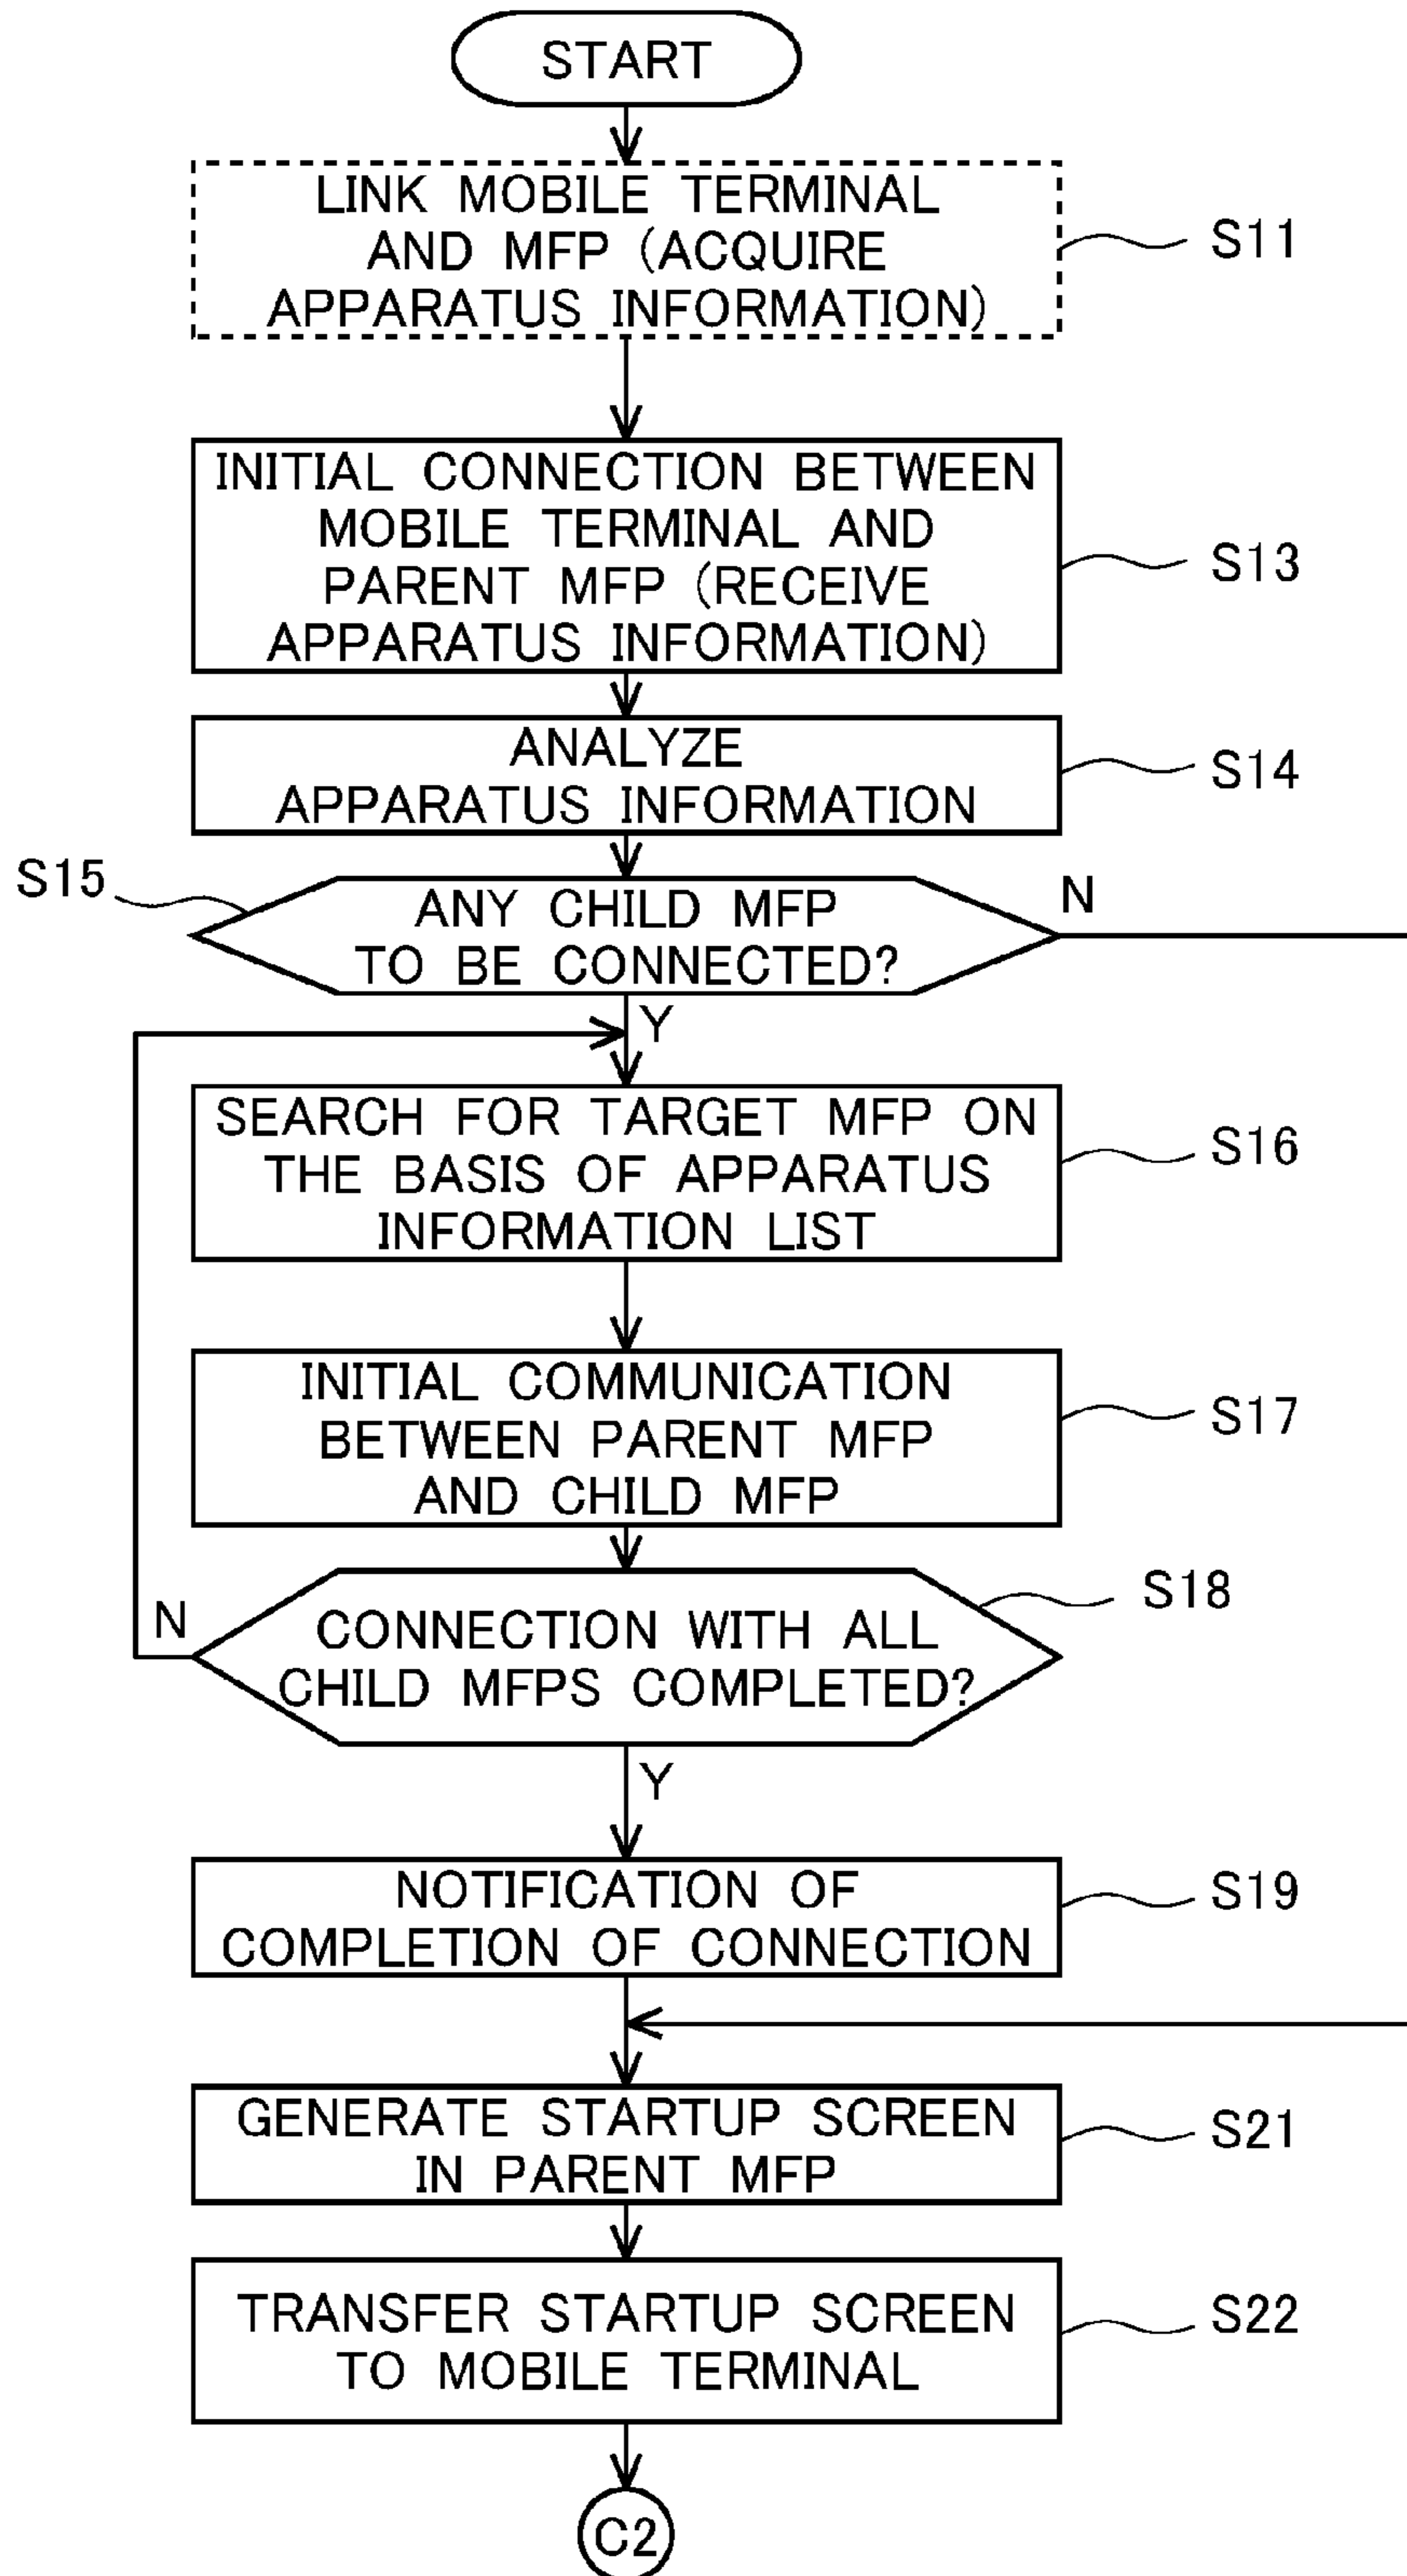 START
LINK MOBILE TERMINAL
AND MFP (ACQUIRE
APPARATUS INFORMATION)
S11
INITIAL CONNECTION BETWEEN
MOBILE TERMINAL AND
PARENT MFP (RECEIVE
APPARATUS INFORMATION)
S13
ANALYZE
APPARATUS INFORMATION
S14
S15
ANY CHILD MFP
TO BE CONNECTED?
N
Y
SEARCH FOR TARGET MFP ON
THE BASIS OF APPARATUS
INFORMATION LIST
S16
INITIAL COMMUNICATION
BETWEEN PARENT MFP
AND CHILD MFP
S17
CONNECTION WITH ALL
CHILD MFPS COMPLETED?
S18
N
Y
NOTIFICATION OF
COMPLETION OF CONNECTION
S19
GENERATE STARTUP SCREEN
IN PARENT MFP
S21
TRANSFER STARTUP SCREEN
TO MOBILE TERMINAL
S22
C2